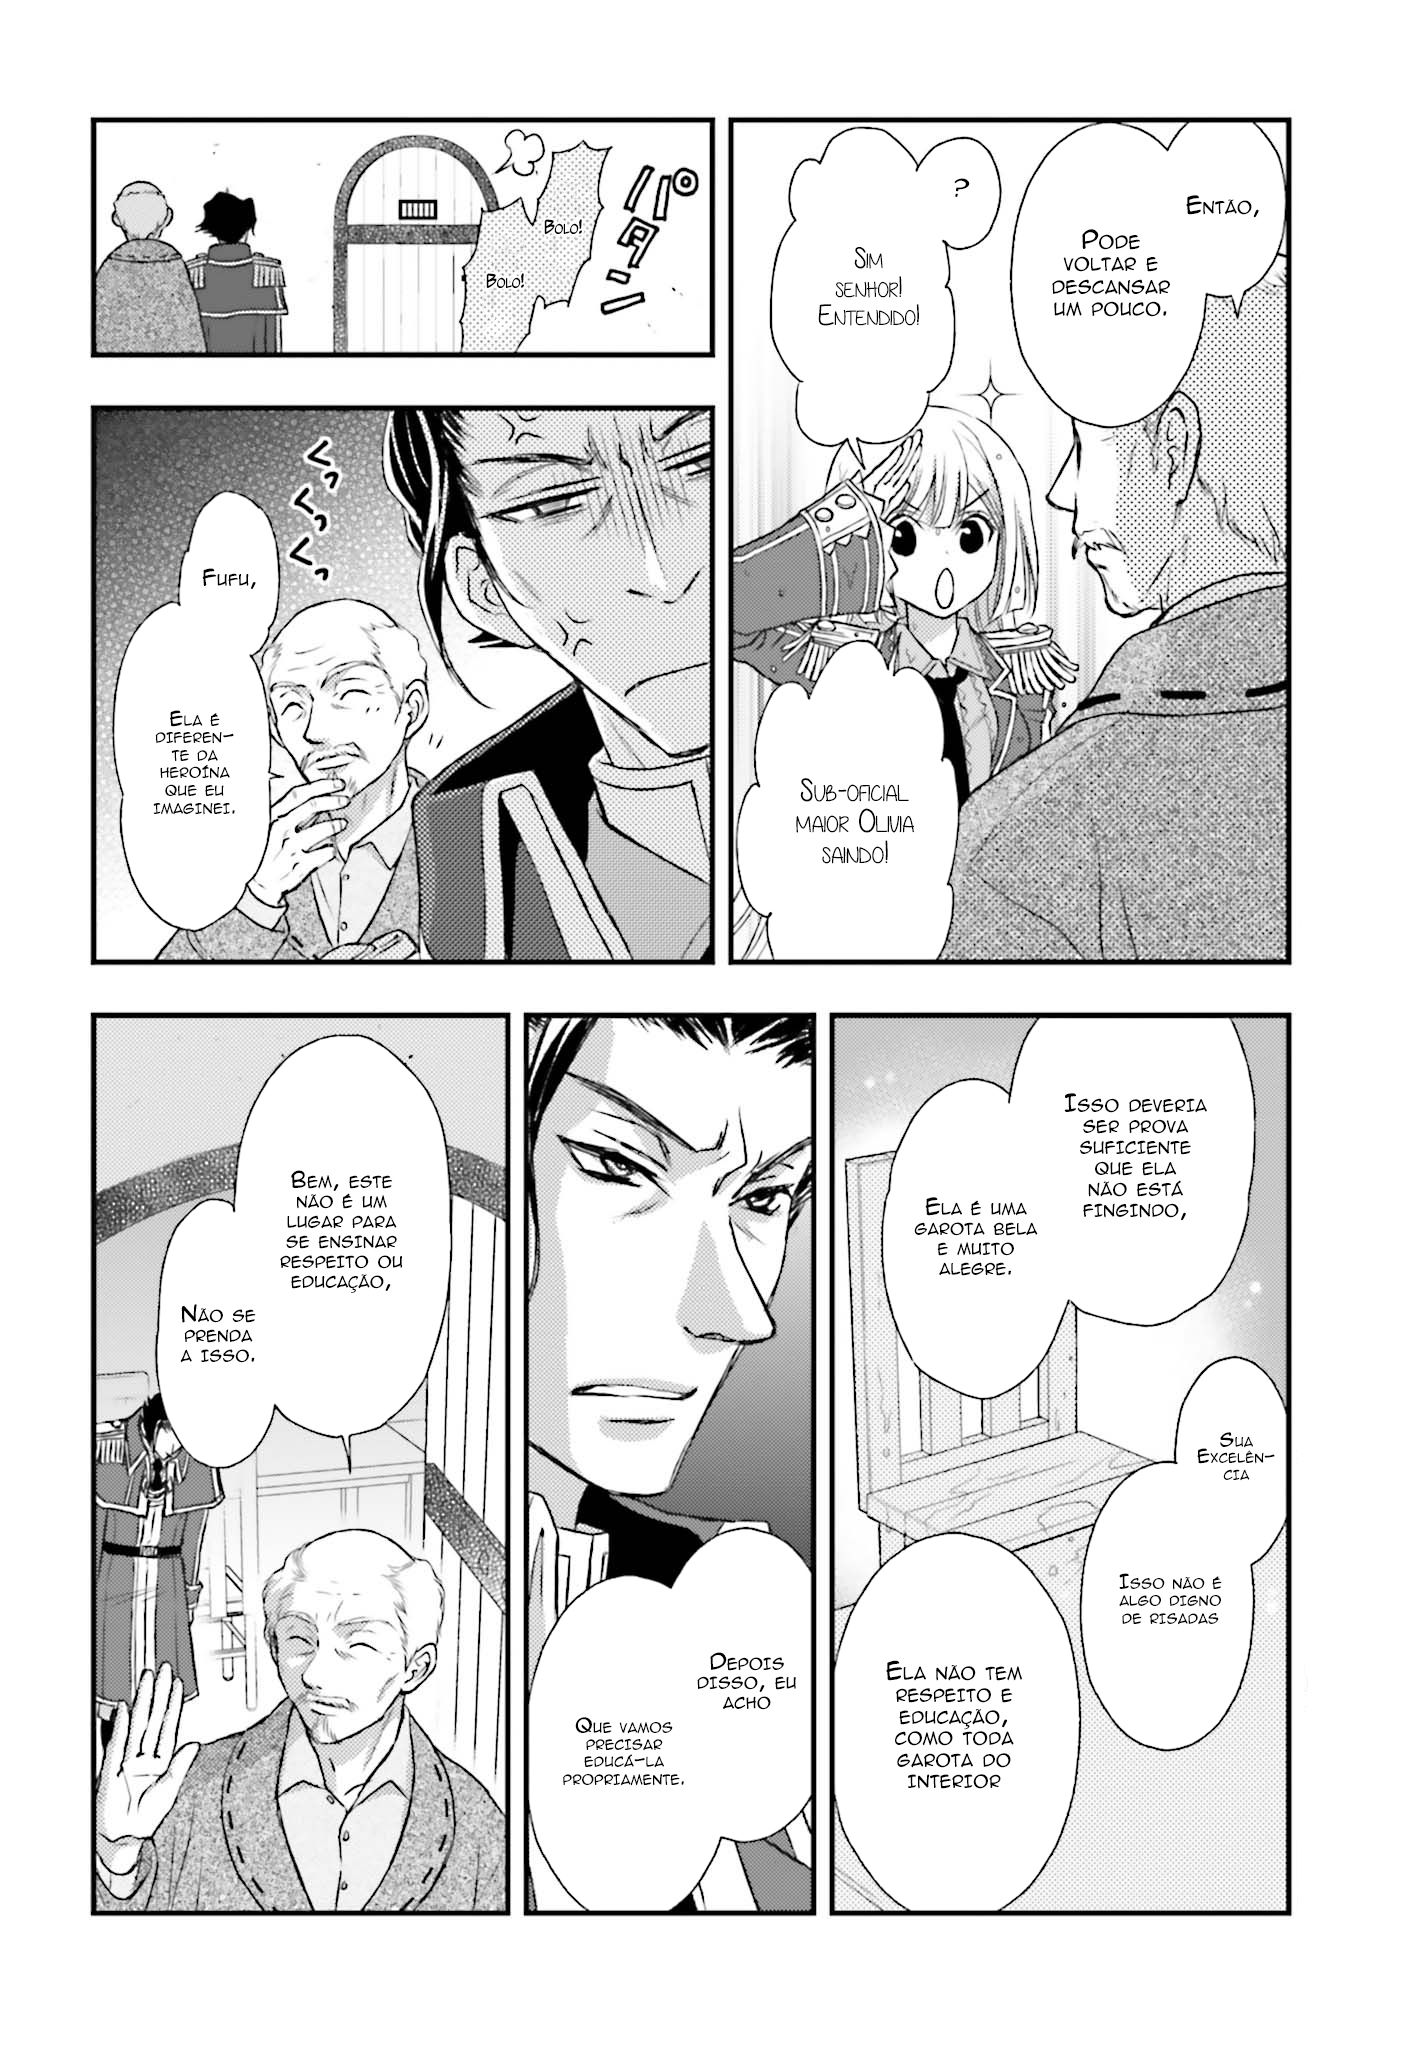 Então,
Pode
voltar e
descansar
um pouco.
?
Sim
senhor!
Entendido!
Sub-oficial
maior Olivia
saindo!
パタン
Bolo!
Bolo!
くっくっくっ
Fufu,
Ela é
diferen-
te da
heroína
que eu
imaginei.
Isso deveria
ser prova
suficiente
que ela
não está
fingindo,
Ela é uma
garota bela
e muito
alegre.
Sua
Excelên-
cia
Isso não é
algo digno
de risadas
Ela não tem
respeito e
educação,
como toda
garota do
interior
Depois
disso, eu
acho
Que vamos
precisar
educá-la
propriamente.
Bem, este
não é um
lugar para
se ensinar
respeito ou
educação,
Não se
prenda
a isso.